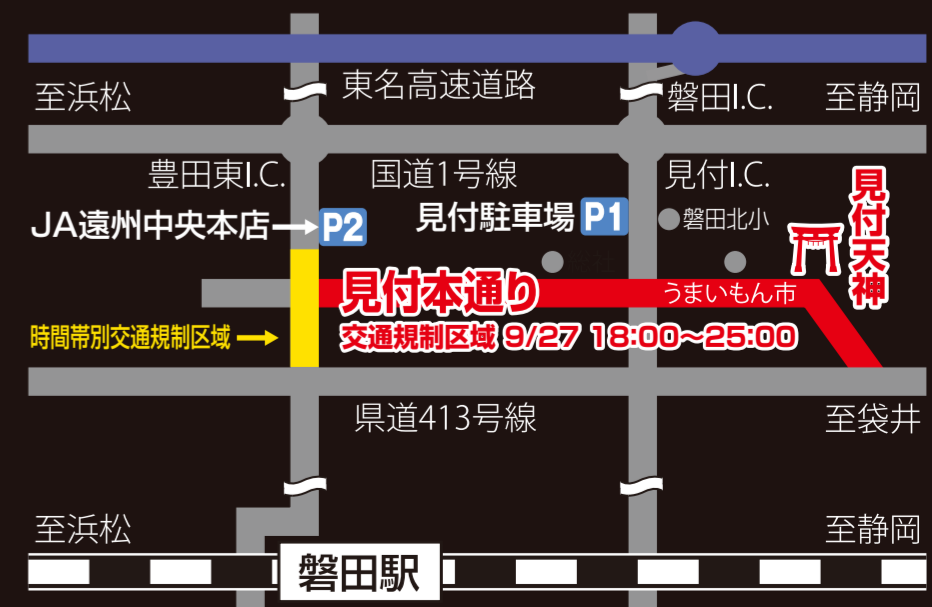 東名高速道路
至浜松
磐田I.C.
至静岡
豊田東I.C.
国道1号線
見付I.C.
見付天神
JA遠州中央本店
P2
見付駐車場
P1
磐田北小
見付本通り
うまいもん市
時間帯別交通規制区域
交通規制区域 9/27 18:00〜25:00
県道413号線
至袋井
至浜松
至静岡
磐田駅